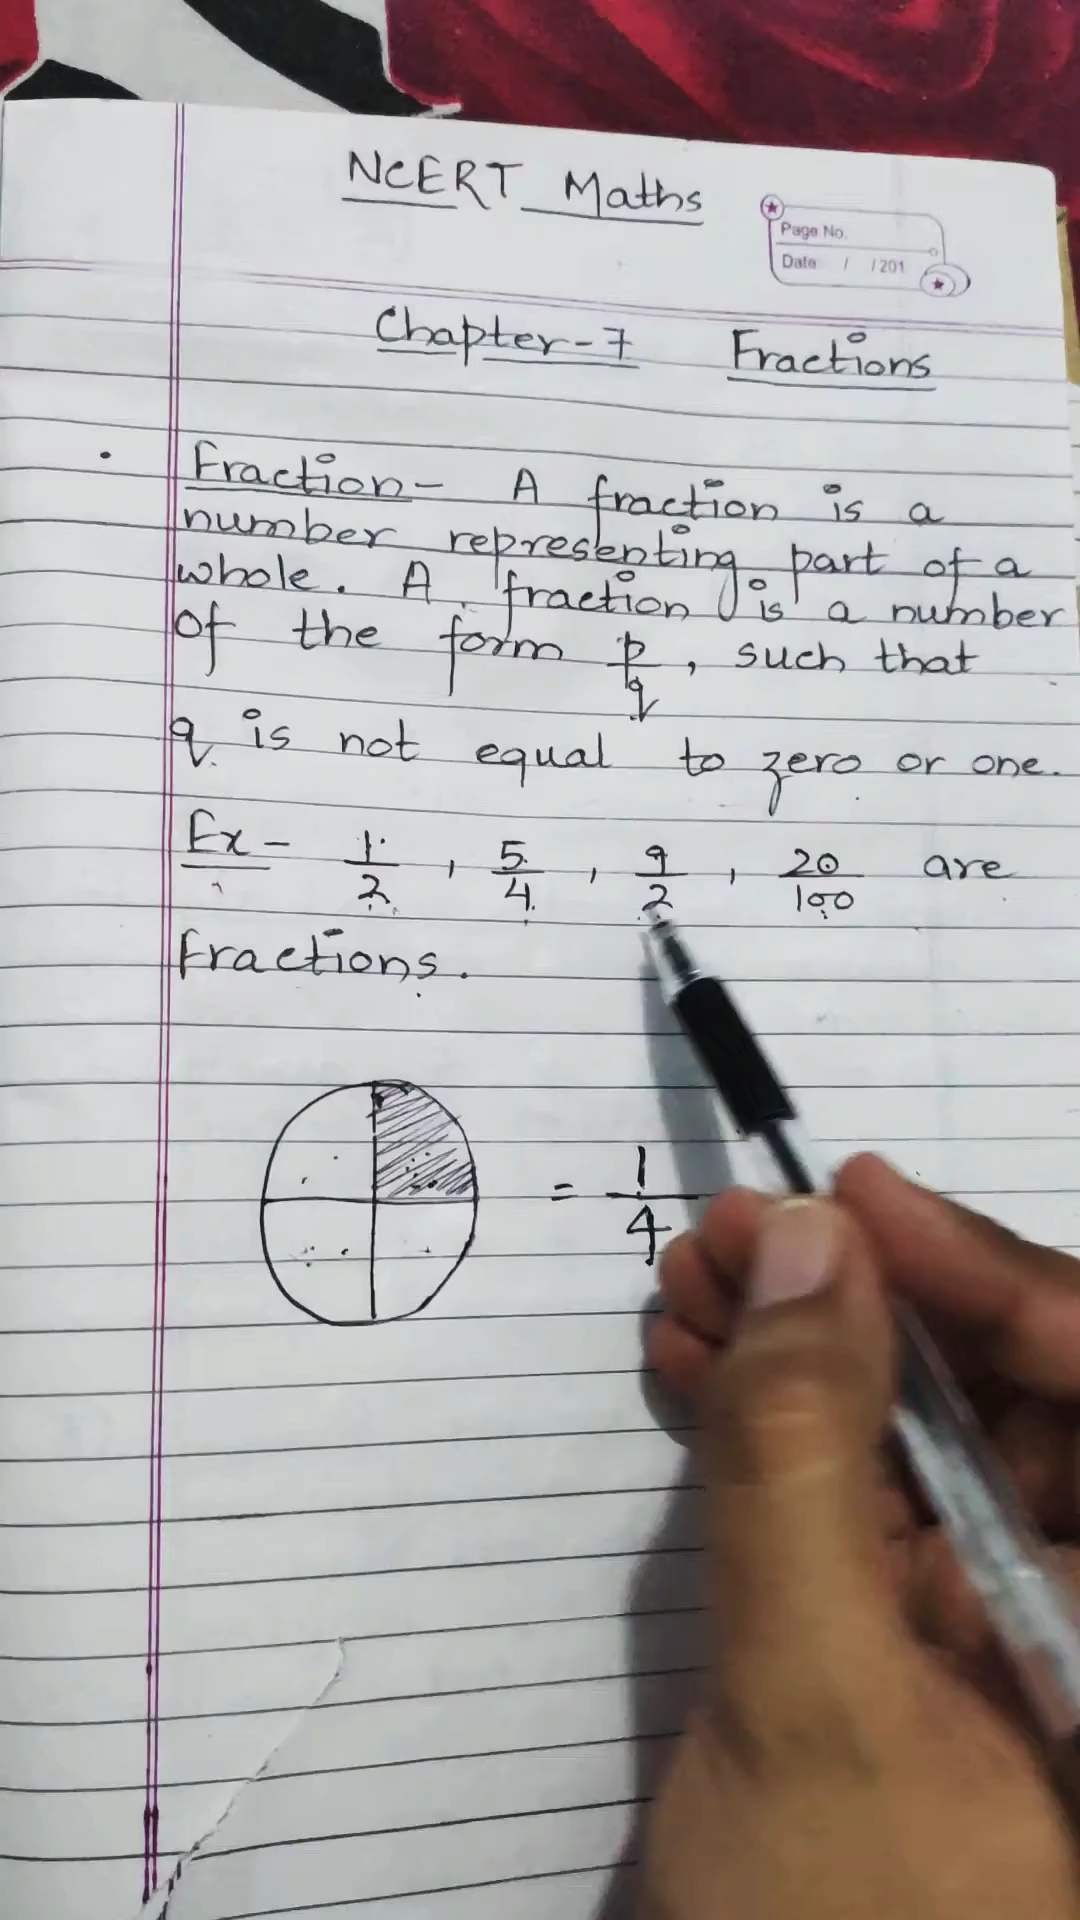 NCERT Maths
Page No.
Date / /201
Chapter-7 Fractions
Fraction- A fraction is a
number representing part of a
whole. A fraction is a number
of the form p/q, such that
q is not equal to zero or one.
Ex- 1/2, 5/4, 9/2, 20/100 are
fractions.
= 1/4